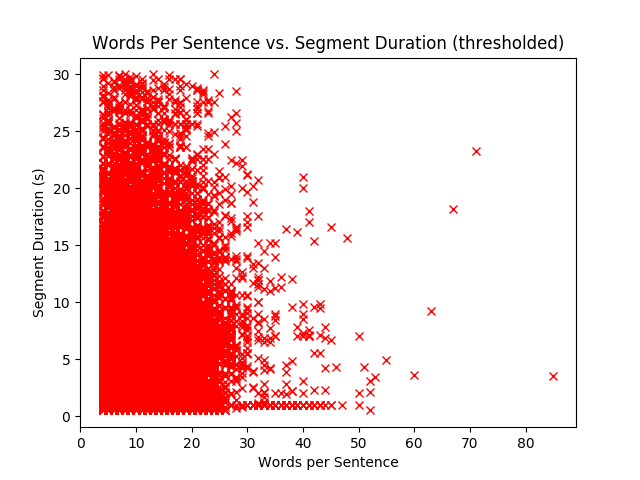 Words Per Sentence vs. Segment Duration (thresholded)
30
25
20
15
10
5
0
Segment Duration (s)
0 10 20 30 40 50 60 70 80
Words per Sentence